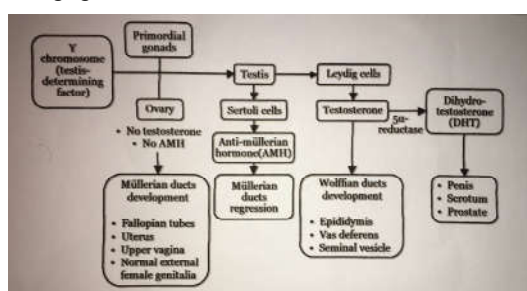 Y
chromosome
(testis-
determining
factor)
Primordial
gonads
Testis
Leydig cells
Ovary
Sertoli cells
Testosterone
5α-
reductase
Dihydro-
testosterone
(DHT)
• No testosterone
• No AMH
Anti-müllerian
hormone(AMH)
Müllerian ducts
development
• Fallopian tubes
• Uterus
• Upper vagina
• Normal external
female genitalia
Müllerian
ducts
regression
Wolffian ducts
development
• Epididymis
• Vas deferens
• Seminal vesicle
• Penis
• Scrotum
• Prostate